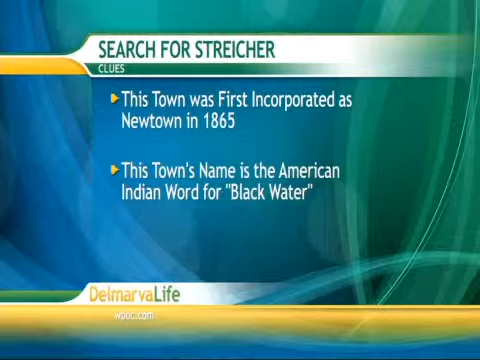 SEARCH FOR STREICHER
CLUES
This Town was First Incorporated as
Newtown in 1865
This Town's Name is the American
Indian Word for "Black Water"
DelmarvaLife
wboc.com